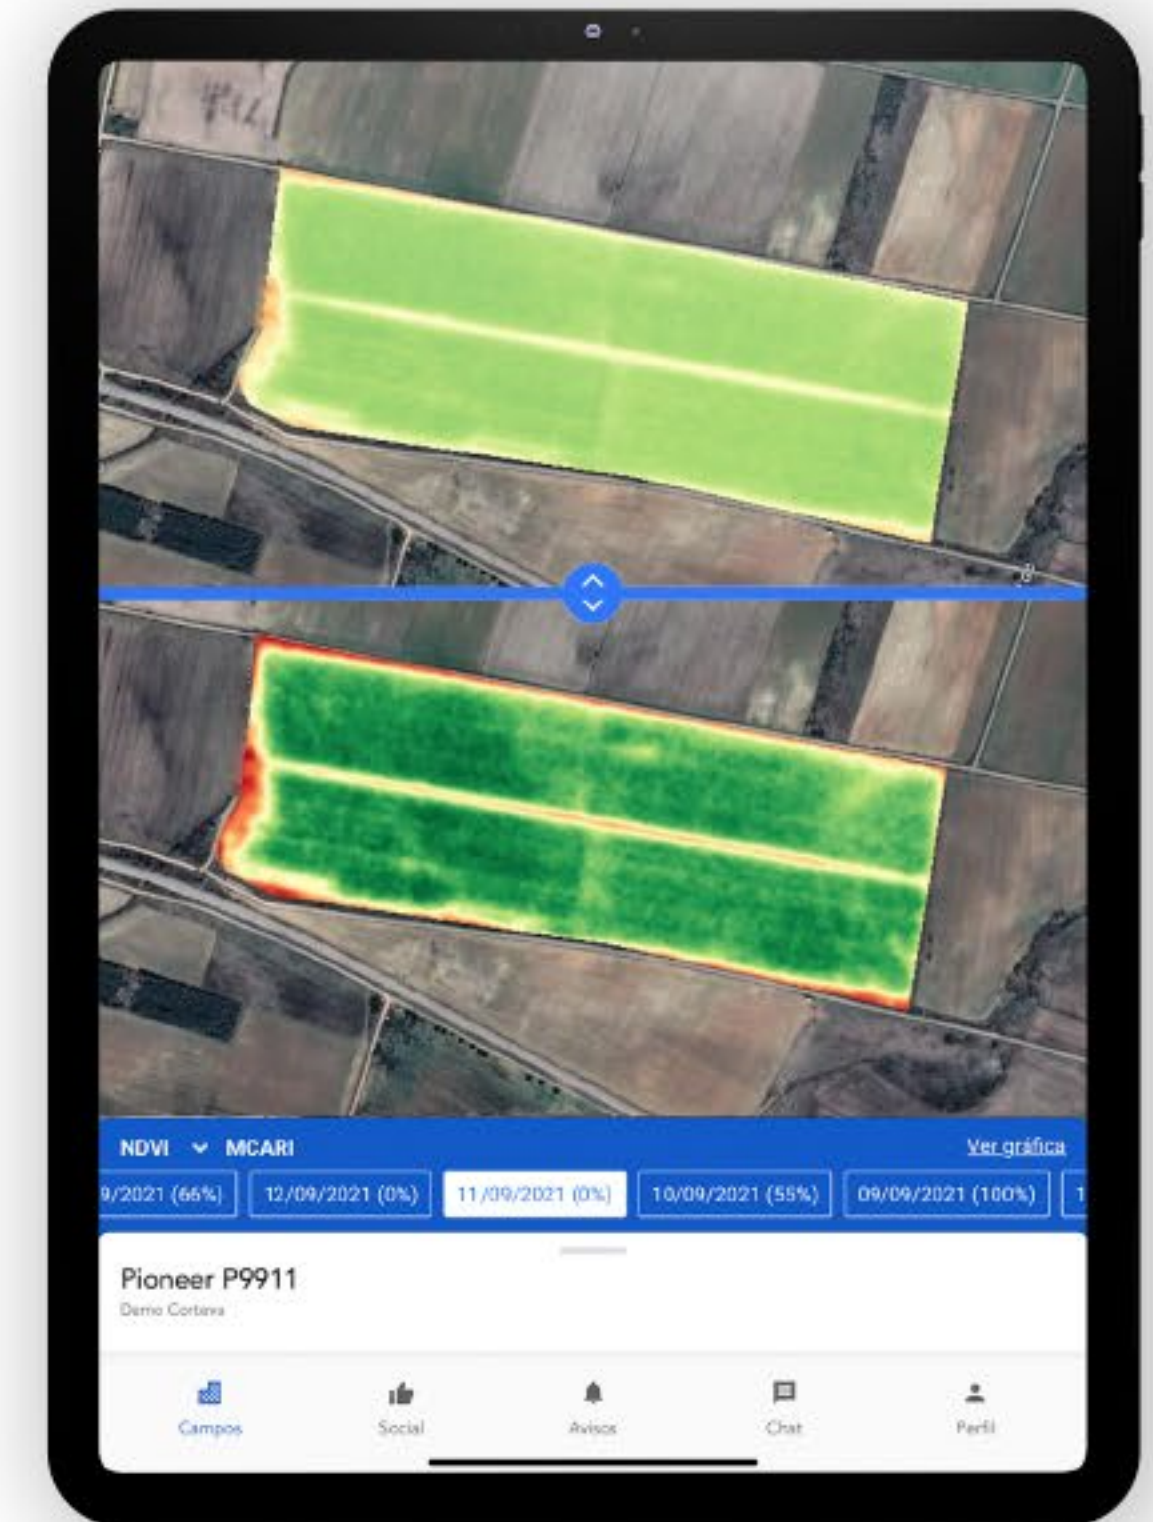 NDVI MCARI Ver gráfica
9/2021 (66%) 12/09/2021 (0%) 11/09/2021 (0%) 10/09/2021 (55%) 09/09/2021 (100%) 1
Pioneer P9911
Demo Corteva
Campos Social Avisos Chat Perfil